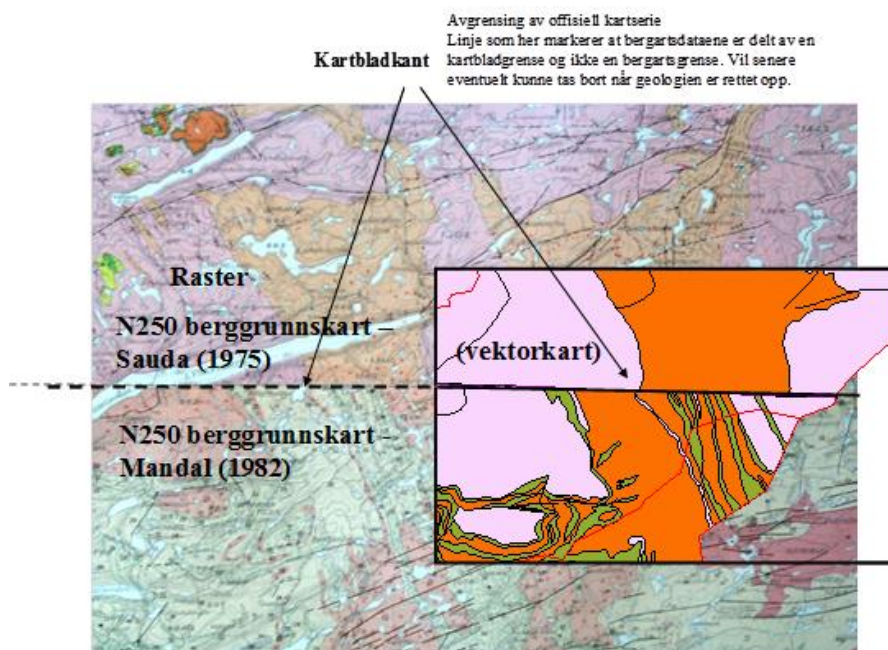 Avgrensing av offisiell kartserie
Linje som her markerer at bergartsdataene er delt av en
kartbladgrense og ikke en bergartsgrense. Vil senere
eventuelt kunne tas bort når geologien er rettet opp.
Kartbladkant
Raster
N250 berggrunnskart –
Sauda (1975)
(vektorkart)
N250 berggrunnskart -
Mandal (1982)